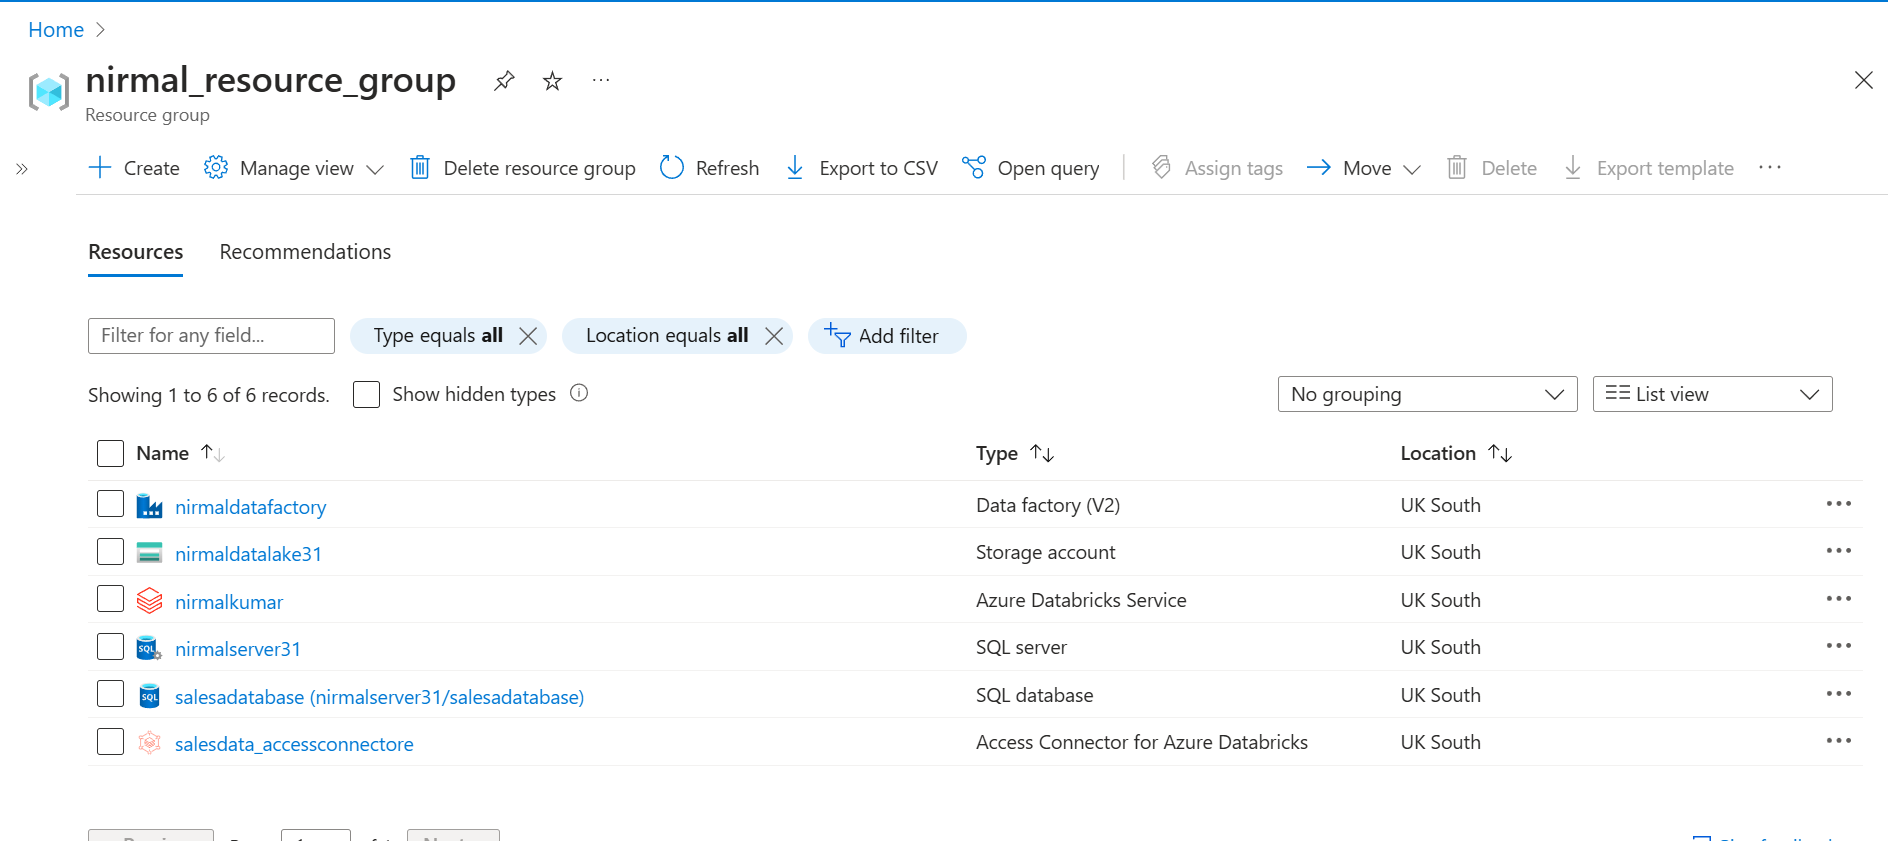 Home
nirmal_resource_group
Resource group
Create Manage view Delete resource group Refresh Export to CSV Open query Assign tags Move Delete Export template
Resources Recommendations
Filter for any field... Type equals all Location equals all Add filter
Showing 1 to 6 of 6 records. Show hidden types No grouping List view
Name Type Location
nirmaldatafactory Data factory (V2) UK South
nirmaldatalake31 Storage account UK South
nirmalkumar Azure Databricks Service UK South
nirmalserver31 SQL server UK South
salesadatabase (nirmalserver31/salesadatabase) SQL database UK South
salesdata_accessconnectore Access Connector for Azure Databricks UK South